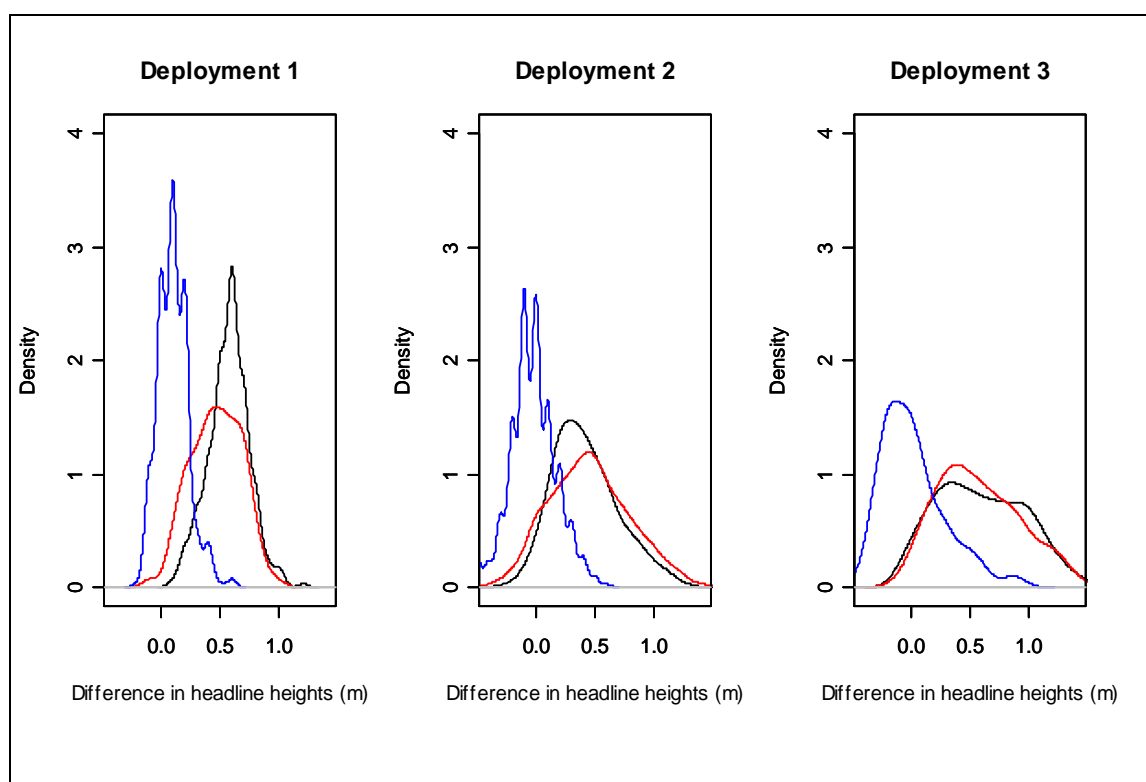 Deployment 1
Density
0 1 2 3 4
0.0 0.5 1.0
Difference in headline heights (m)
Deployment 2
Density
0 1 2 3 4
0.0 0.5 1.0
Difference in headline heights (m)
Deployment 3
Density
0 1 2 3 4
0.0 0.5 1.0
Difference in headline heights (m)